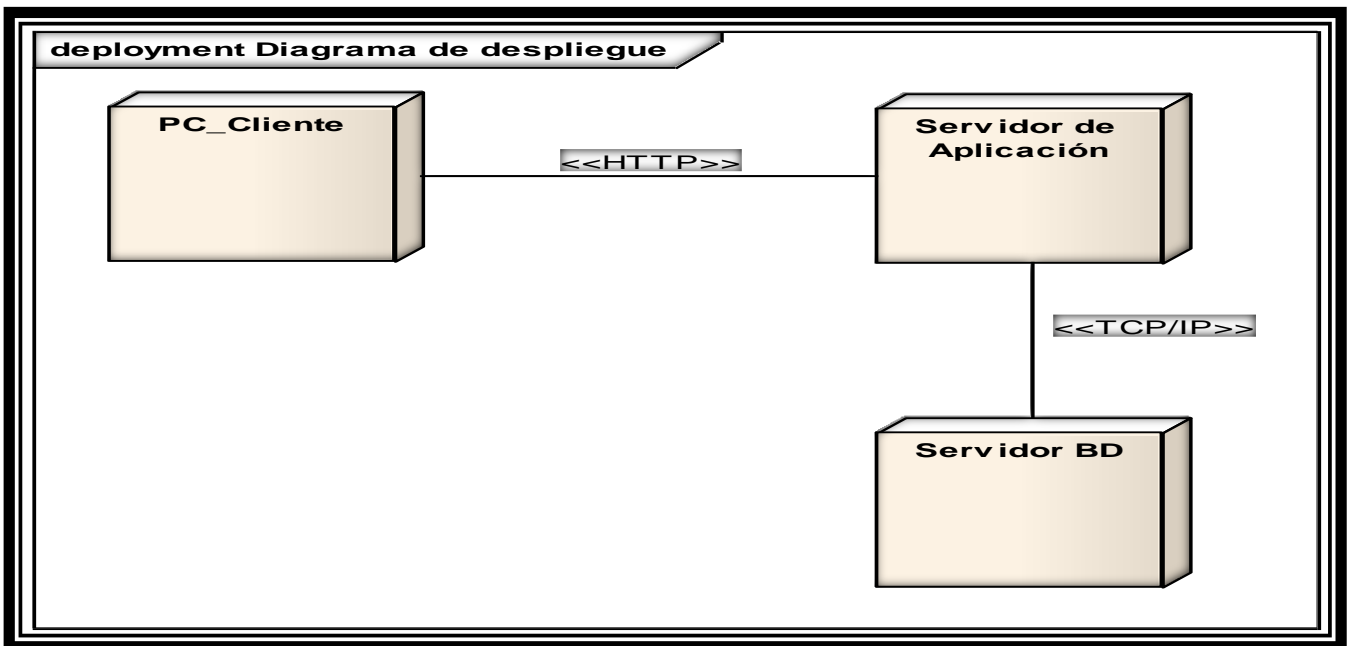 deployment Diagrama de despliegue
PC_Cliente
<<HTTP>>
Servidor de
Aplicación
<<TCP/IP>>
Servidor BD